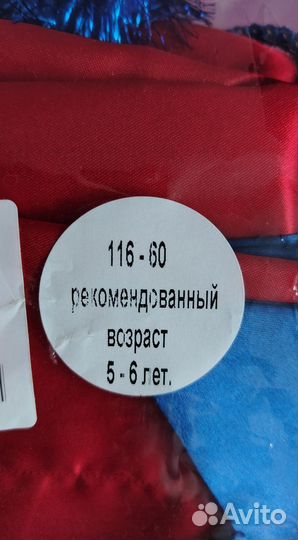 116 - 60
рекомендованный
возраст
5 - 6 лет.
Avito